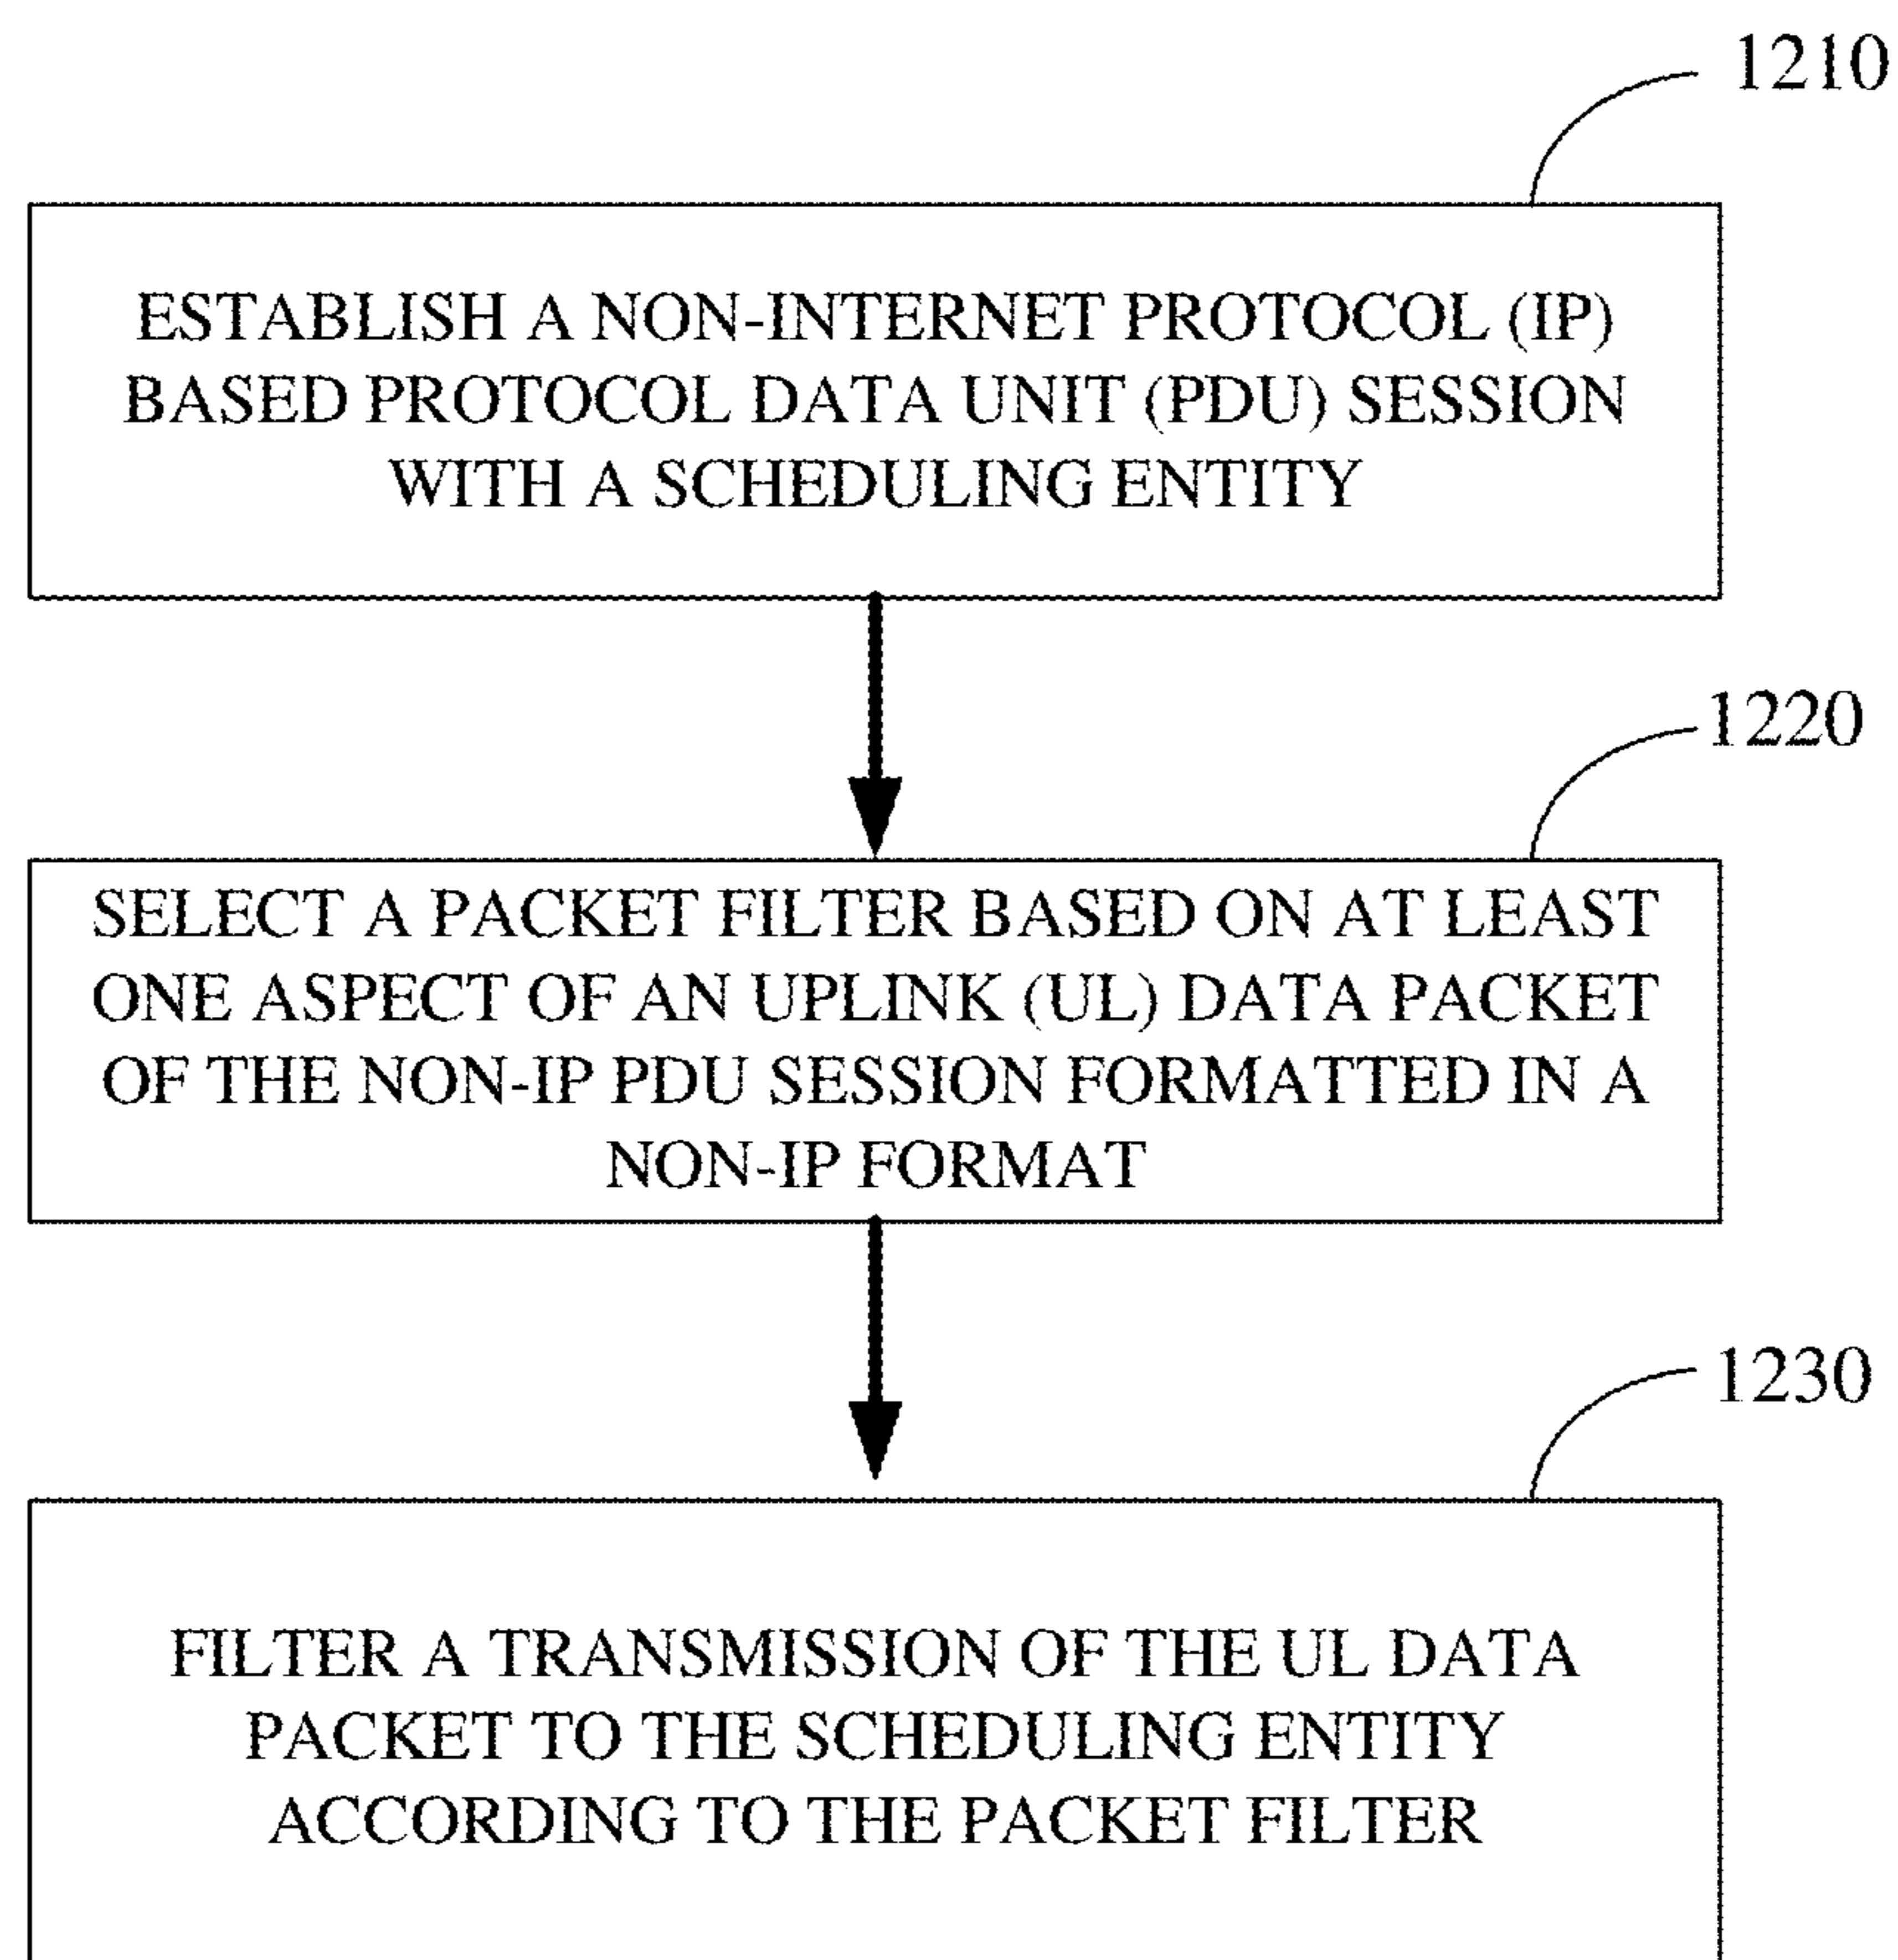 1210
ESTABLISH A NON-INTERNET PROTOCOL (IP)
BASED PROTOCOL DATA UNIT (PDU) SESSION
WITH A SCHEDULING ENTITY
1220
SELECT A PACKET FILTER BASED ON AT LEAST
ONE ASPECT OF AN UPLINK (UL) DATA PACKET
OF THE NON-IP PDU SESSION FORMATTED IN A
NON-IP FORMAT
1230
FILTER A TRANSMISSION OF THE UL DATA
PACKET TO THE SCHEDULING ENTITY
ACCORDING TO THE PACKET FILTER